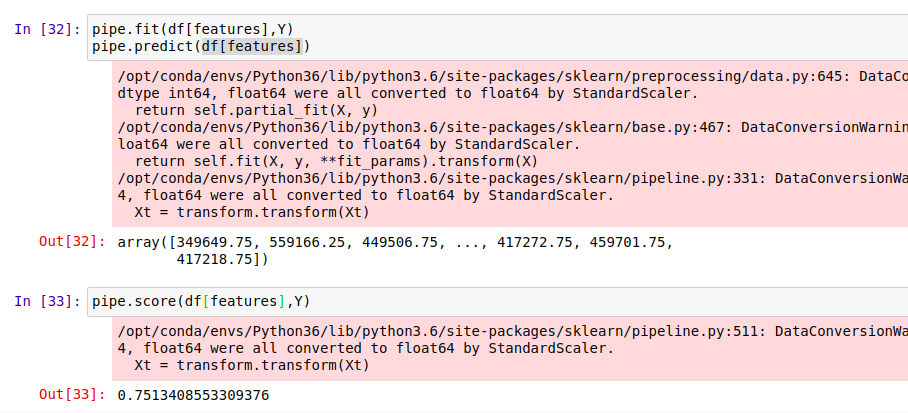 In [32]: pipe.fit(df[features],Y)
pipe.predict(df[features])
/opt/conda/envs/Python36/lib/python3.6/site-packages/sklearn/preprocessing/data.py:645: DataCo
dtype int64, float64 were all converted to float64 by StandardScaler.
return self.partial_fit(X, y)
/opt/conda/envs/Python36/lib/python3.6/site-packages/sklearn/base.py:467: DataConversionWarnin
loat64 were all converted to float64 by StandardScaler.
return self.fit(X, y, **fit_params).transform(X)
/opt/conda/envs/Python36/lib/python3.6/site-packages/sklearn/pipeline.py:331: DataConversionWa
4, float64 were all converted to float64 by StandardScaler.
Xt = transform.transform(Xt)
Out[32]: array([349649.75, 559166.25, 449506.75, ..., 417272.75, 459701.75,
417218.75])
In [33]: pipe.score(df[features],Y)
/opt/conda/envs/Python36/lib/python3.6/site-packages/sklearn/pipeline.py:511: DataConversionWa
4, float64 were all converted to float64 by StandardScaler.
Xt = transform.transform(Xt)
Out[33]: 0.7513408553309376